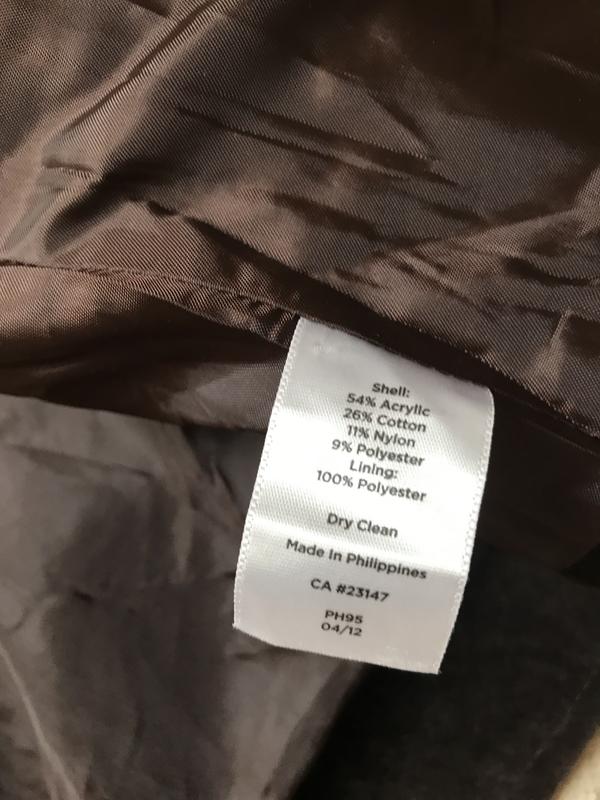 Shell:
54% Acrylic
26% Cotton
11% Nylon
9% Polyester
Lining:
100% Polyester
Dry Clean
Made In Philippines
CA #23147
PH95
04/12